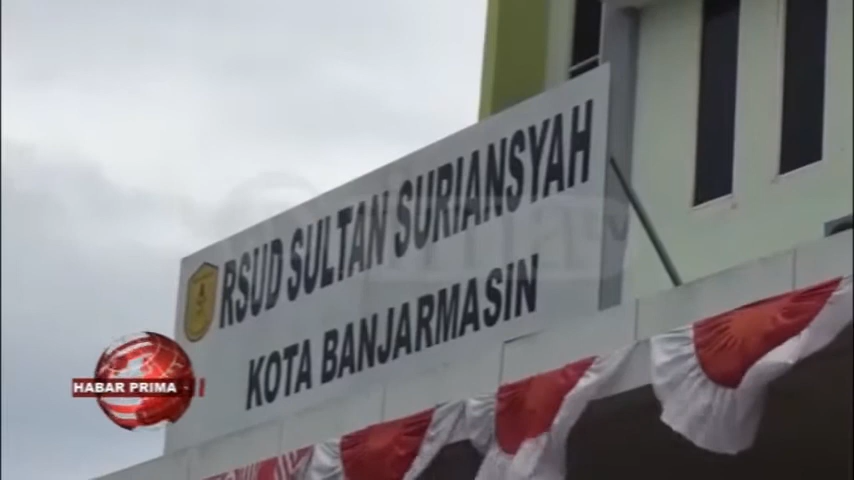 RSUD SULTAN SURIANSYAH
KOTA BANJARMASIN
HABAR PRIMA